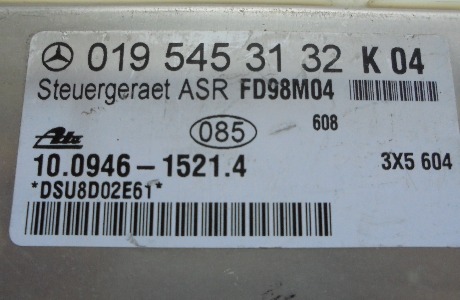 019 545 31 32 K 04
Steuergeraet ASR FD98M04
Ate 085 608
10.0946-1521.4 3X5 604
*DSU8D02E61*